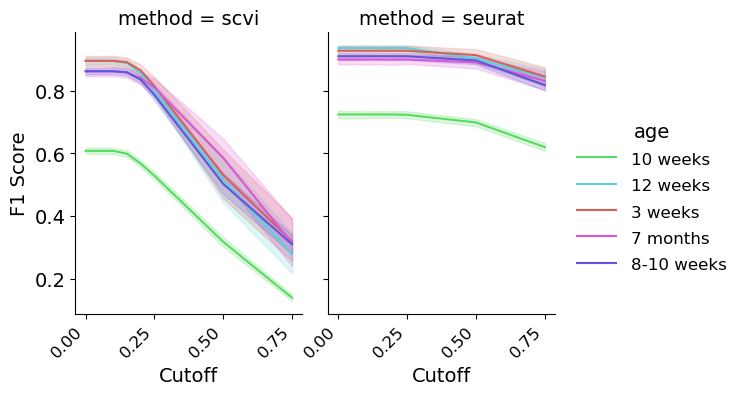 method = scvi
method = seurat
F1 Score
0.8
0.6
0.4
0.2
0.00
0.25
0.50
0.75
Cutoff
0.00
0.25
0.50
0.75
Cutoff
age
10 weeks
12 weeks
3 weeks
7 months
8-10 weeks